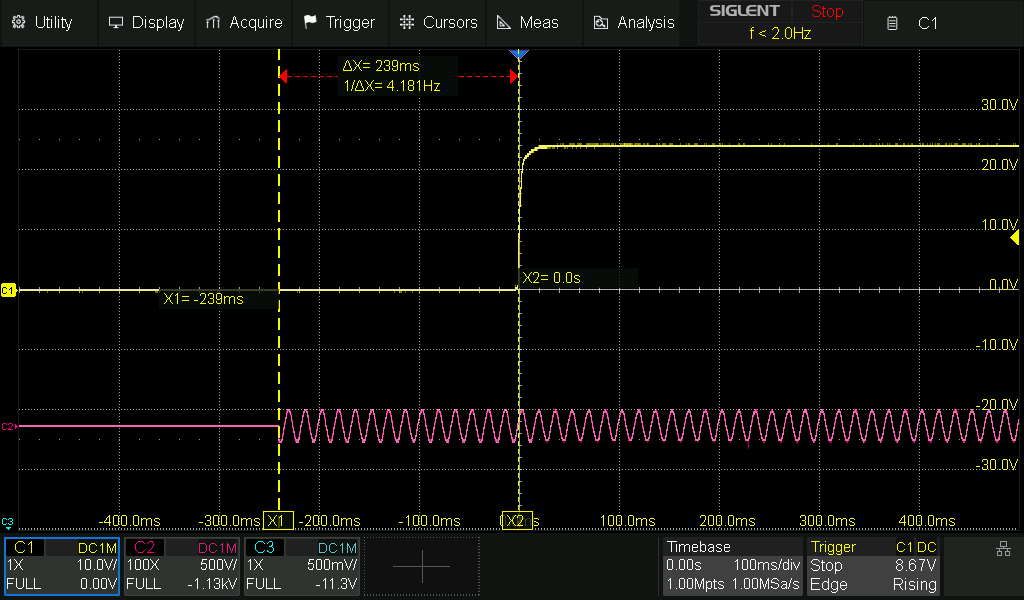 Utility Display Acquire Trigger Cursors Meas Analysis SIGLENT Stop C1
f < 2.0Hz
ΔX= 239ms
1/ΔX= 4.181Hz
30.0V
20.0V
10.0V
X2= 0.0s
C1 0.0V
X1= -239ms
-10.0V
-20.0V
C2
-30.0V
C3 -400.0ms -300.0ms X1 -200.0ms -100.0ms X2 100.0ms 200.0ms 300.0ms 400.0ms
C1 DC1M C2 DC1M C3 DC1M Timebase Trigger C1 DC
1X 10.0V/ 100X 500V/ 1X 500mV/ 0.00s 100ms/div Stop 8.67V
FULL 0.00V FULL -1.13kV FULL -11.3V 1.00Mpts 1.00MSa/s Edge Rising